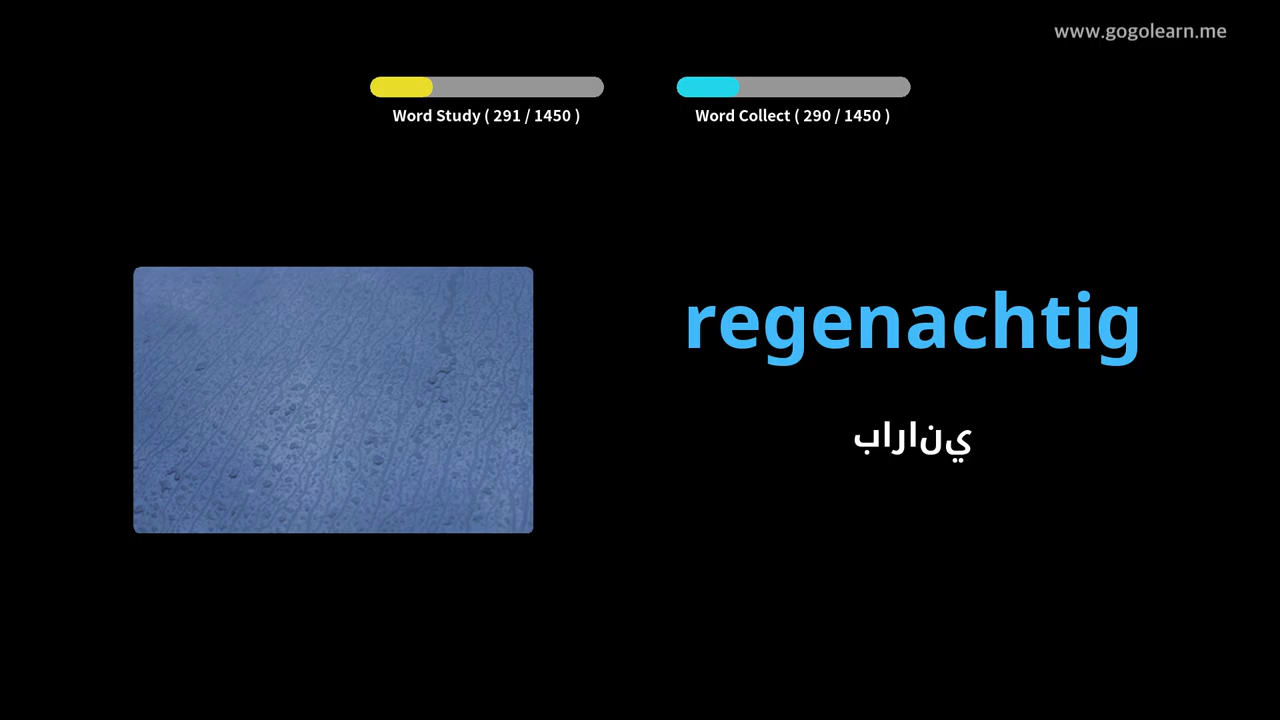 www.gogolearn.me
Word Study ( 291 / 1450 )
Word Collect ( 290 / 1450 )
regenachtig
باراني